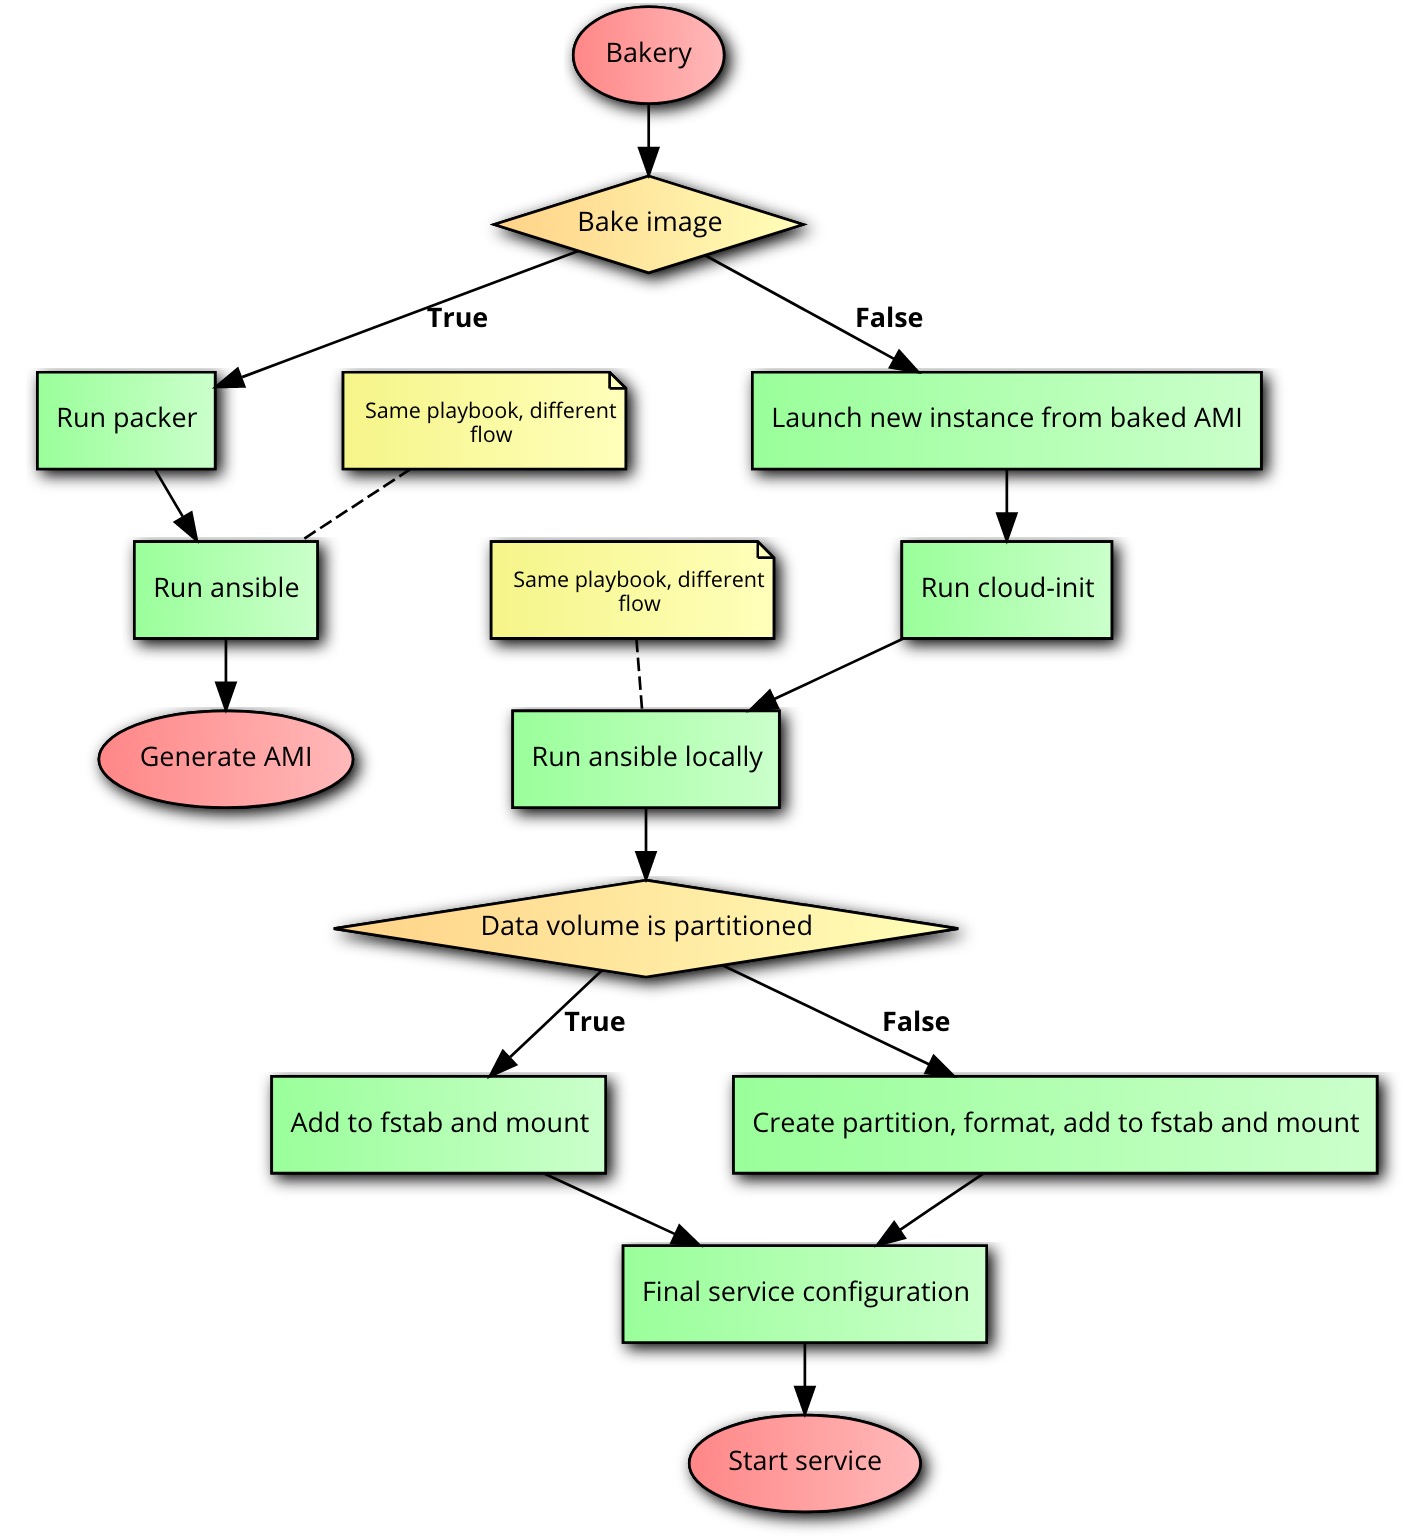 Bakery
Bake image
True
False
Run packer
Same playbook, different
flow
Launch new instance from baked AMI
Run ansible
Same playbook, different
flow
Run cloud-init
Generate AMI
Run ansible locally
Data volume is partitioned
True
False
Add to fstab and mount
Create partition, format, add to fstab and mount
Final service configuration
Start service